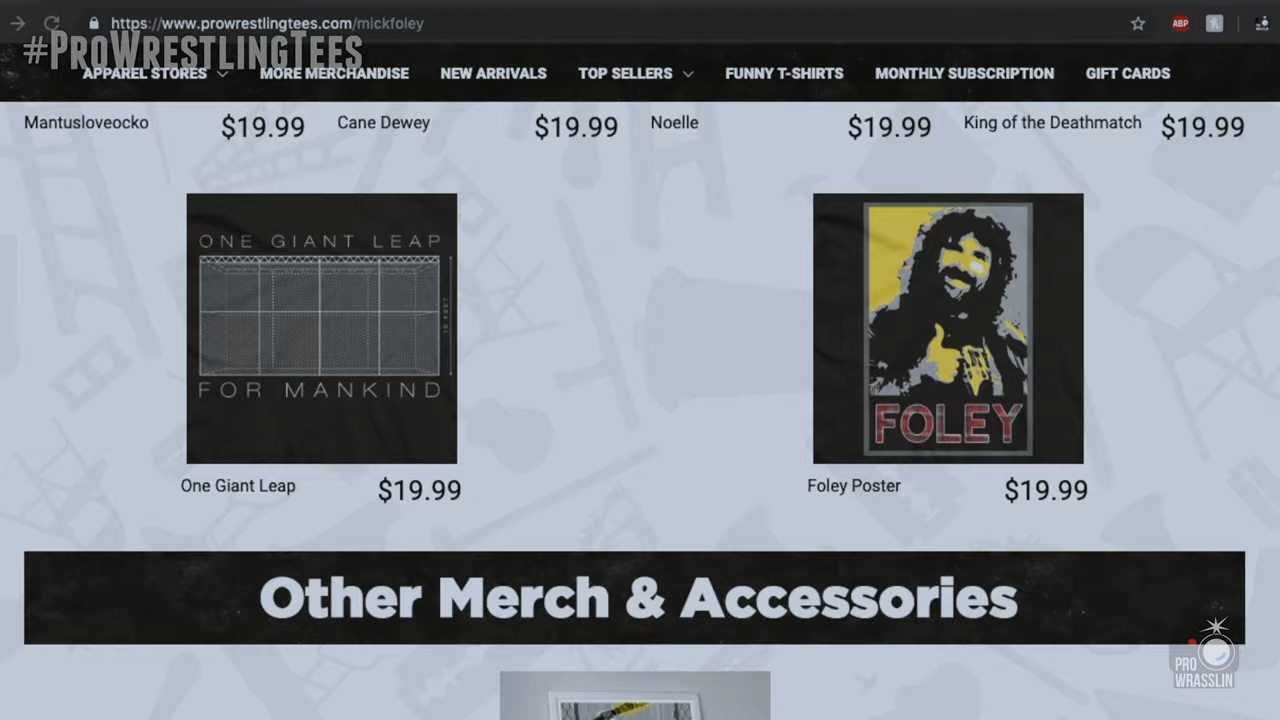 https://www.prowrestlingtees.com/mickfoley
ABP
#ProWrestlingTees
APPAREL STORES
MORE MERCHANDISE
NEW ARRIVALS
TOP SELLERS
FUNNY T-SHIRTS
MONTHLY SUBSCRIPTION
GIFT CARDS
Mantusloveocko
$19.99
Cane Dewey
$19.99
Noelle
$19.99
King of the Deathmatch
$19.99
ONE GIANT LEAP
FOR MANKIND
FOLEY
One Giant Leap
$19.99
Foley Poster
$19.99
Other Merch & Accessories
PRO
WRASSLIN